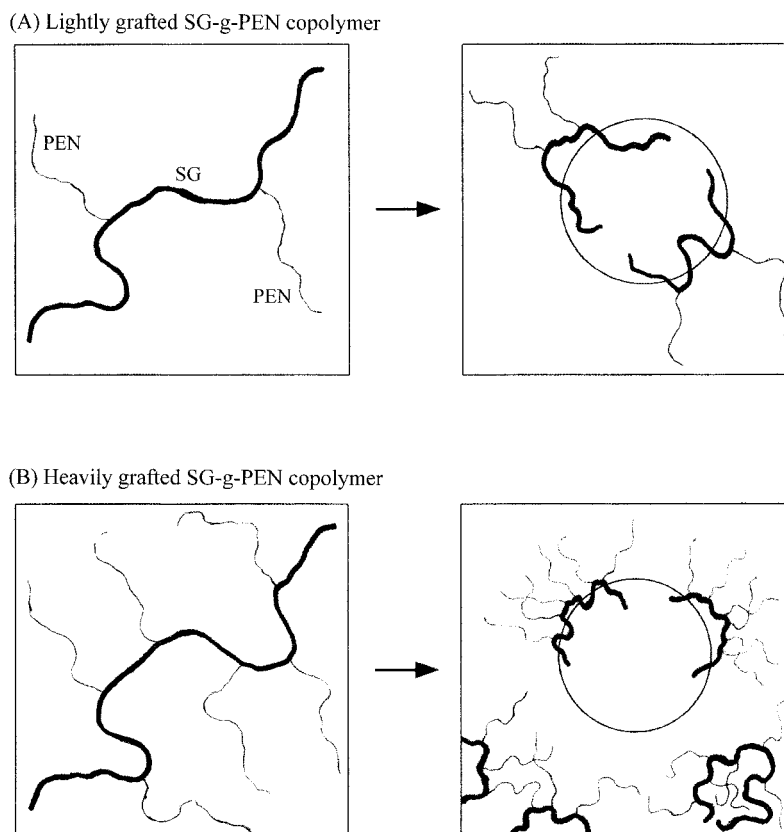 (A) Lightly grafted SG-g-PEN copolymer
PEN
SG
PEN
(B) Heavily grafted SG-g-PEN copolymer